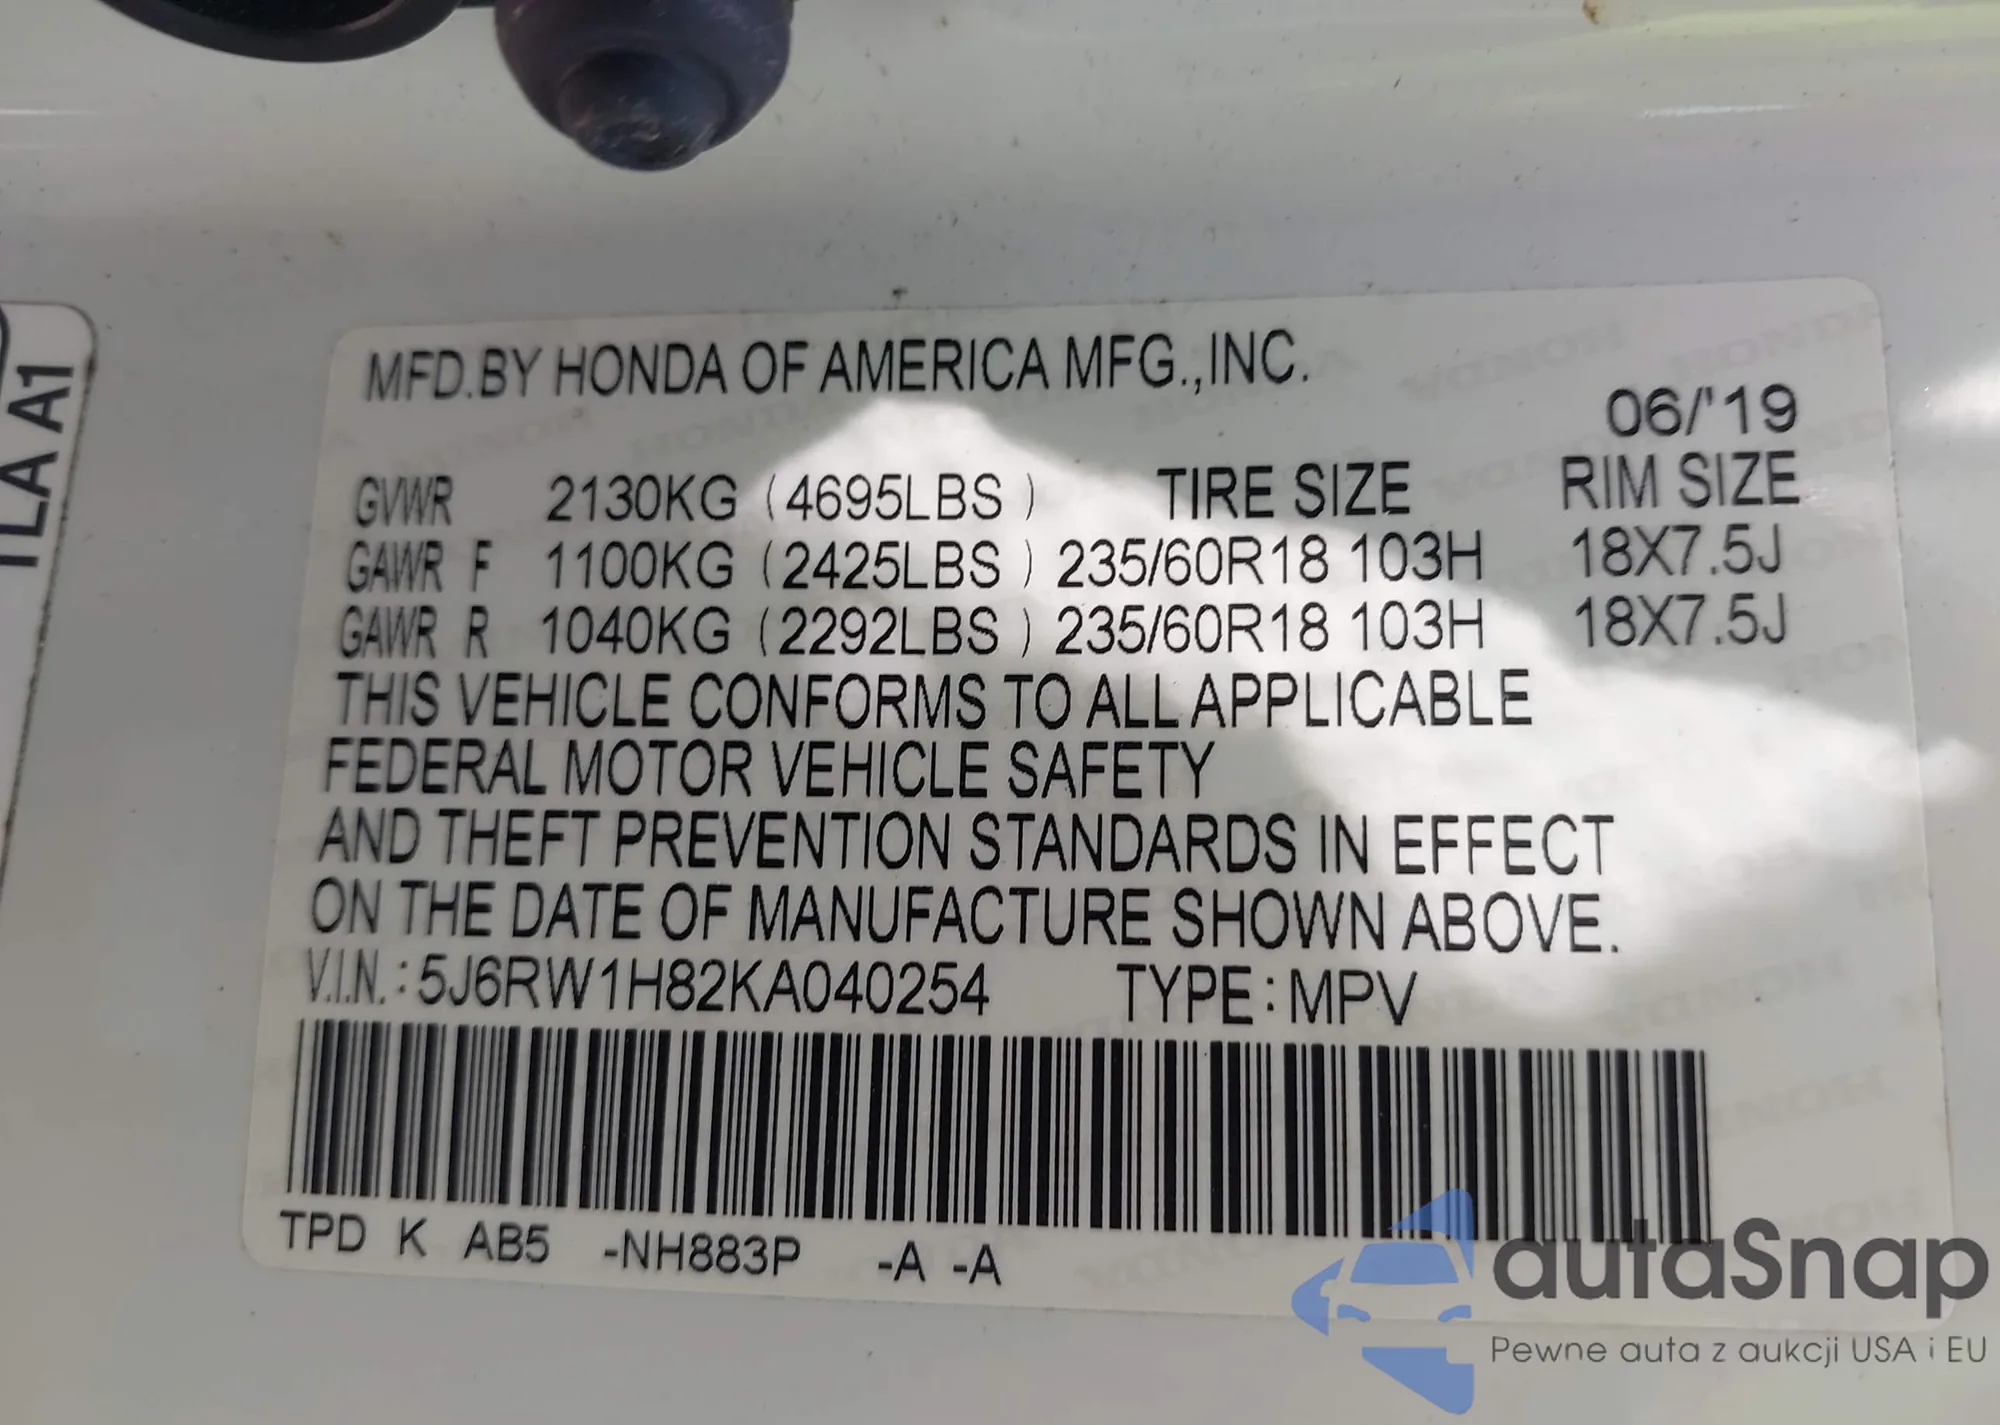 TLA A1
MFD.BY HONDA OF AMERICA MFG.,INC.
06/'19
GVWR 2130KG (4695LBS) TIRE SIZE RIM SIZE
GAWR F 1100KG (2425LBS) 235/60R18 103H 18X7.5J
GAWR R 1040KG (2292LBS) 235/60R18 103H 18X7.5J
THIS VEHICLE CONFORMS TO ALL APPLICABLE
FEDERAL MOTOR VEHICLE SAFETY
AND THEFT PREVENTION STANDARDS IN EFFECT
ON THE DATE OF MANUFACTURE SHOWN ABOVE.
V.I.N.: 5J6RW1H82KA040254 TYPE: MPV
TPD K AB5 -NH883P -A -A
autaSnap
Pewne auta z aukcji USA i EU